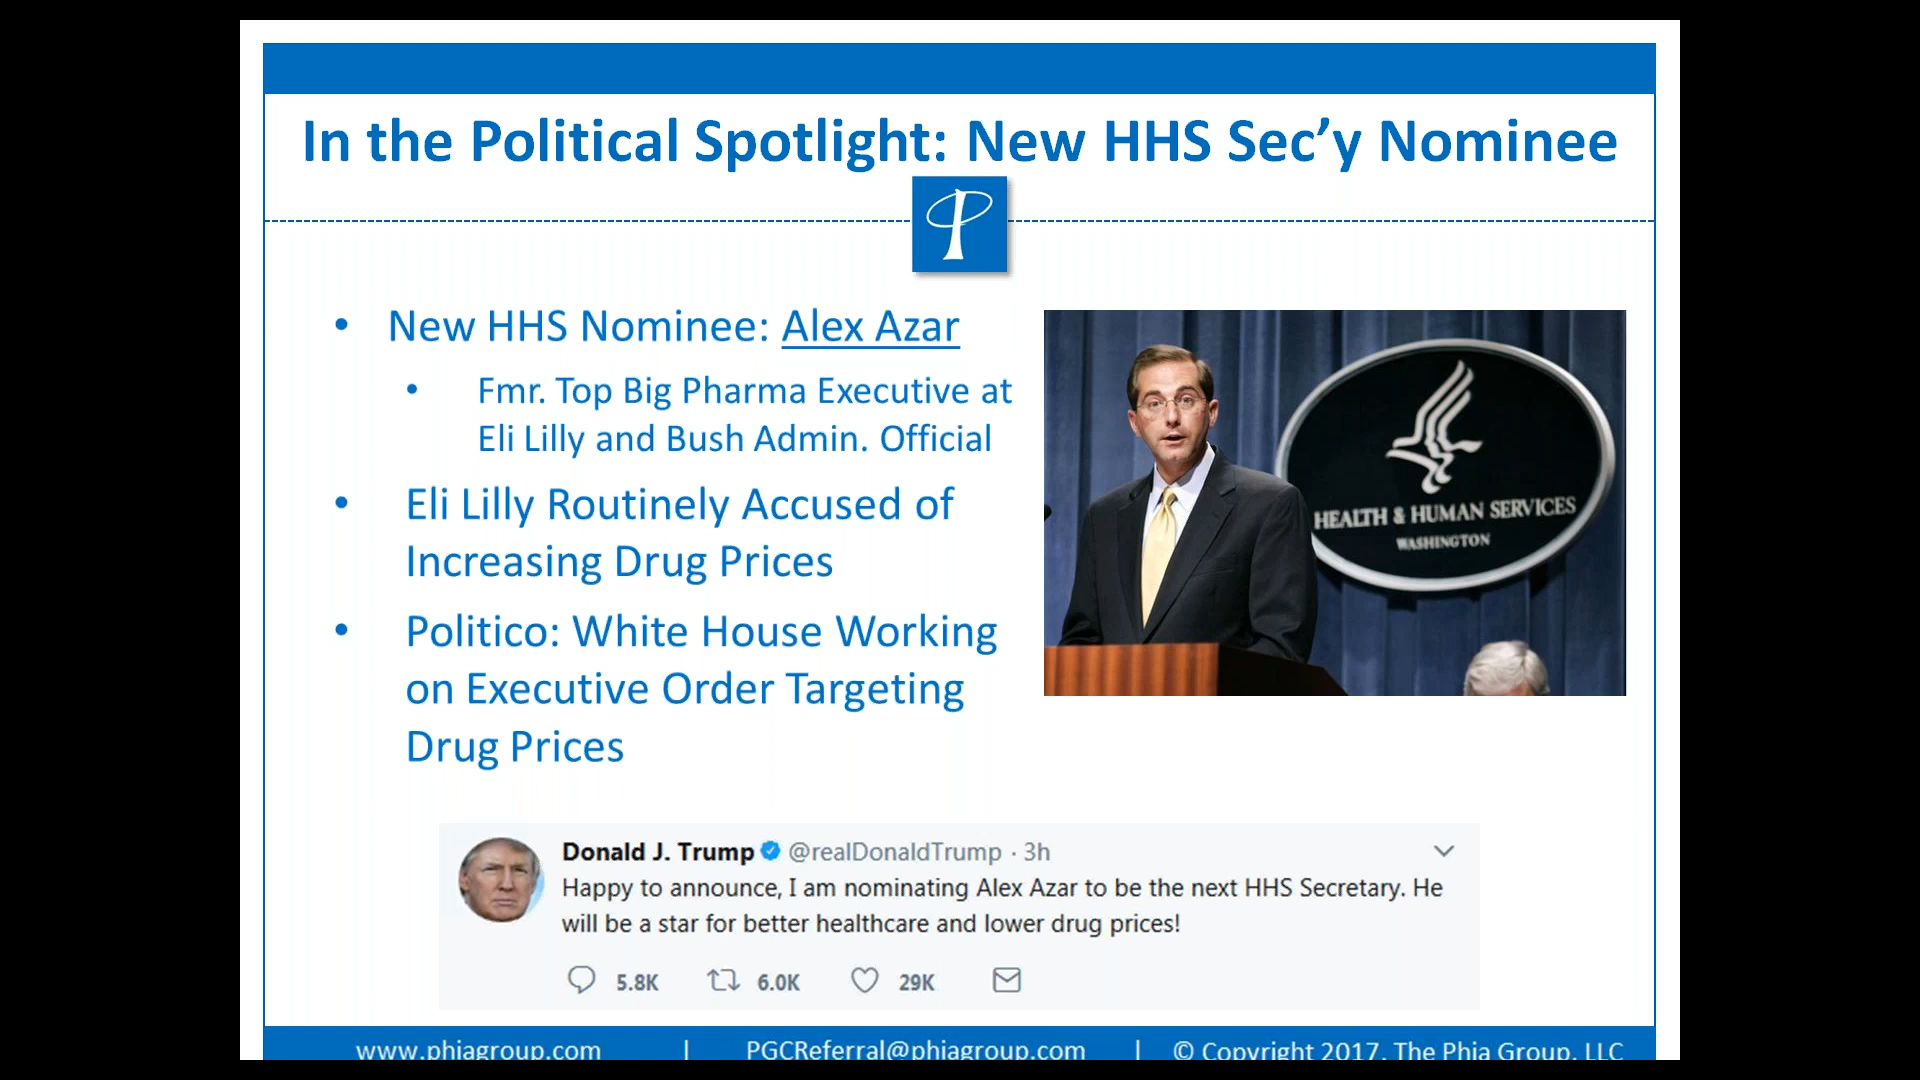 In the Political Spotlight: New HHS Sec’y Nominee
P
• New HHS Nominee: Alex Azar
• Fmr. Top Big Pharma Executive at
Eli Lilly and Bush Admin. Official
• Eli Lilly Routinely Accused of
Increasing Drug Prices
• Politico: White House Working
on Executive Order Targeting
Drug Prices
HEALTH & HUMAN SERVICES
WASHINGTON
Donald J. Trump @realDonaldTrump · 3h
Happy to announce, I am nominating Alex Azar to be the next HHS Secretary. He
will be a star for better healthcare and lower drug prices!
5.8K 6.0K 29K
www.phiagroup.com | PGCReferral@phiagroup.com | © Copyright 2017. The Phia Group, LLC